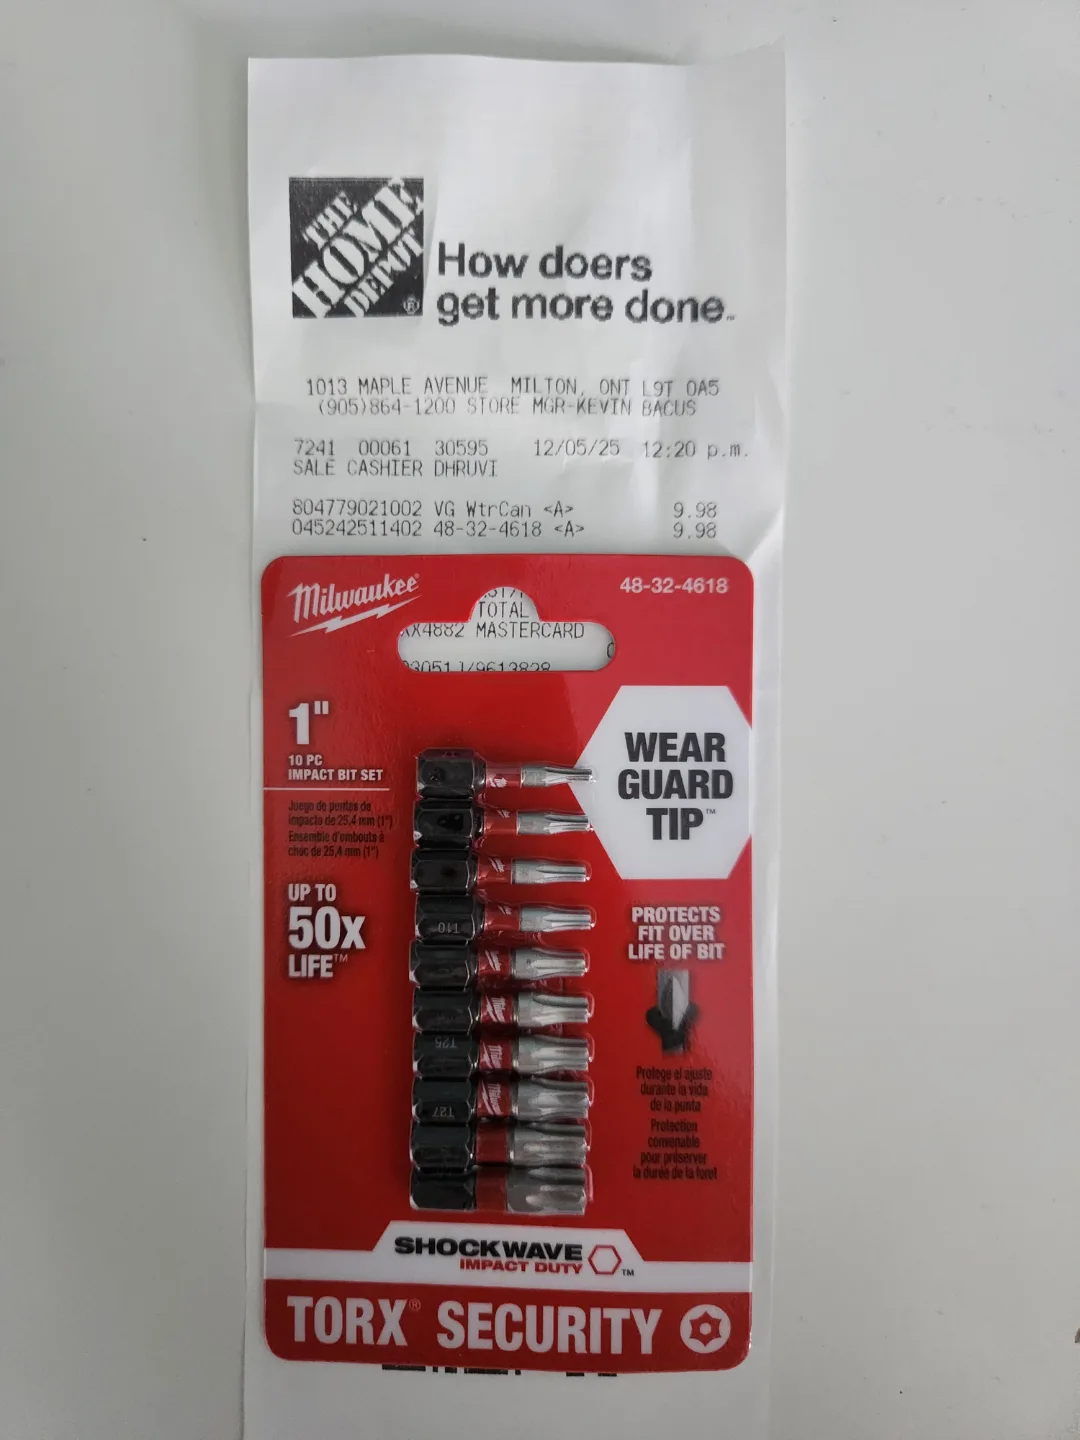 THE
HOME
DEPOT
®
How doers
get more done.™
1013 MAPLE AVENUE MILTON, ONT L9T 0A5
(905)864-1200 STORE MGR-KEVIN BACUS
7241 00061 30595 12/05/25 12:20 p.m.
SALE CASHIER DHRUVI
804779021002 VG WtrCan <A> 9.98
045242511402 48-32-4618 <A> 9.98
Milwaukee®
48-32-4618
TOTAL
XX4882 MASTERCARD
1"
10 PC
IMPACT BIT SET
Juego de puntas de
impacto de 25,4 mm (1")
Ensemble d'embouts à
choc de 25,4 mm (1")
UP TO
50x
LIFE™
WEAR
GUARD
TIP™
PROTECTS
FIT OVER
LIFE OF BIT
Protege el ajuste
durante la vida
de la punta
Protection
convenable
pour préserver
la durée de la foret
T10
T25
T27
SHOCKWAVE
IMPACT DUTY™
TORX® SECURITY